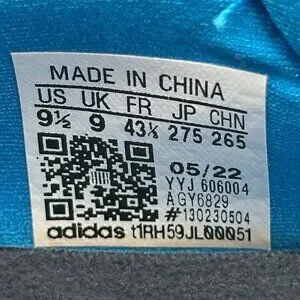 MADE IN CHINA
US UK FR JP CHN
9½ 9 43⅓ 275 265
05/22
YYJ 606004
AGY6829
#130230504
adidas t1RH59JL00051